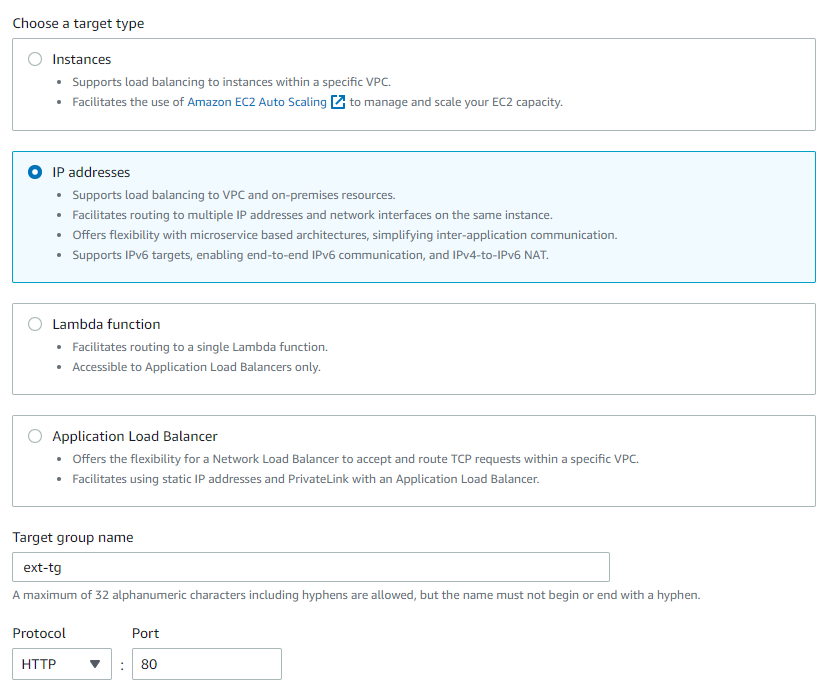 Choose a target type
Instances
• Supports load balancing to instances within a specific VPC.
• Facilitates the use of Amazon EC2 Auto Scaling to manage and scale your EC2 capacity.
IP addresses
• Supports load balancing to VPC and on-premises resources.
• Facilitates routing to multiple IP addresses and network interfaces on the same instance.
• Offers flexibility with microservice based architectures, simplifying inter-application communication.
• Supports IPv6 targets, enabling end-to-end IPv6 communication, and IPv4-to-IPv6 NAT.
Lambda function
• Facilitates routing to a single Lambda function.
• Accessible to Application Load Balancers only.
Application Load Balancer
• Offers the flexibility for a Network Load Balancer to accept and route TCP requests within a specific VPC.
• Facilitates using static IP addresses and PrivateLink with an Application Load Balancer.
Target group name
ext-tg
A maximum of 32 alphanumeric characters including hyphens are allowed, but the name must not begin or end with a hyphen.
Protocol Port
HTTP : 80